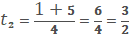 t₂ = (1 + 5)/4 = 6/4 = 3/2